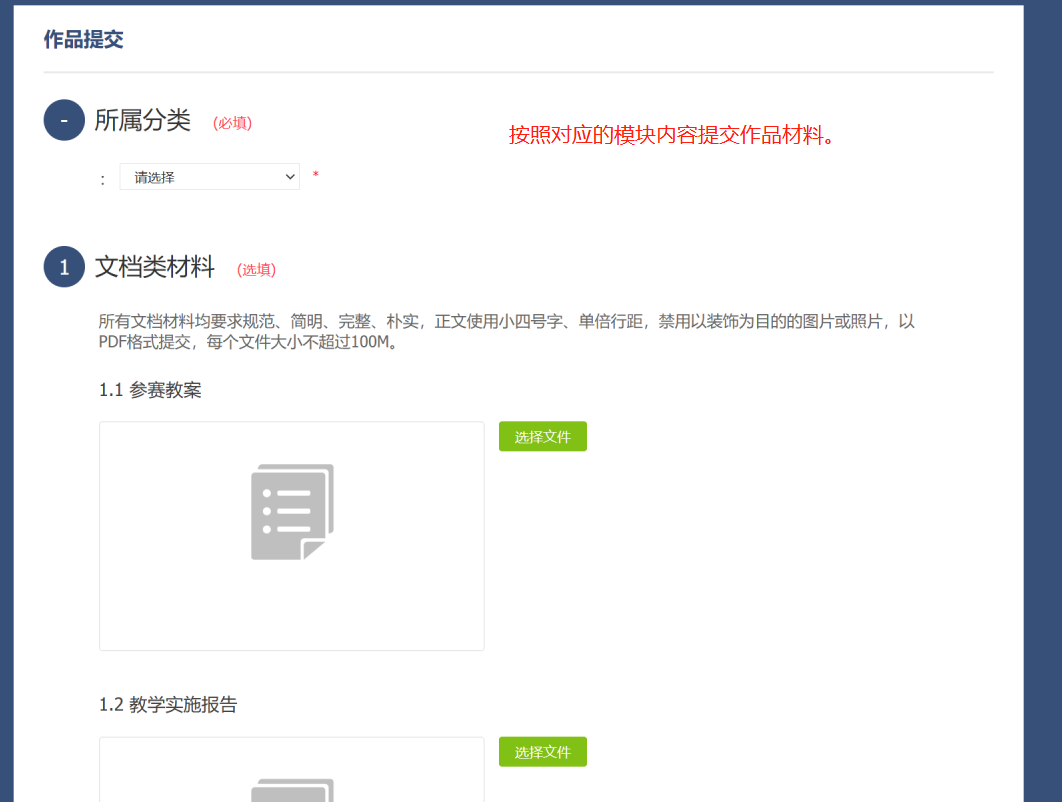 作品提交
- 所属分类 (必填)
按照对应的模块内容提交作品材料。
: 请选择 *
1 文档类材料 (选填)
所有文档材料均要求规范、简明、完整、朴实，正文使用小四号字、单倍行距，禁用以装饰为目的的图片或照片，以
PDF格式提交，每个文件大小不超过100M。
1.1 参赛教案
选择文件
1.2 教学实施报告
选择文件